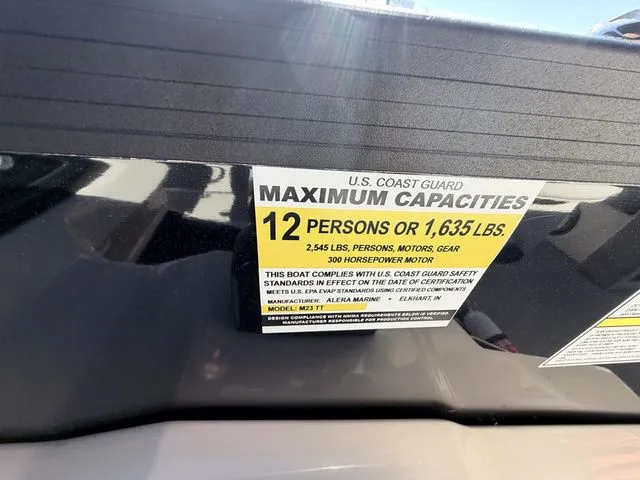 U.S. COAST GUARD
MAXIMUM CAPACITIES
12 PERSONS OR 1,635 LBS.
2,545 LBS, PERSONS, MOTORS, GEAR
300 HORSEPOWER MOTOR
THIS BOAT COMPLIES WITH U.S. COAST GUARD SAFETY
STANDARDS IN EFFECT ON THE DATE OF CERTIFICATION
MEETS U.S. EPA EVAP STANDARDS USING CERTIFIED COMPONENTS
MANUFACTURER: ALERA MARINE • ELKHART, IN
MODEL: M23 TT
DESIGN COMPLIANCE WITH NMMA REQUIREMENTS BELOW IS VERIFIED.
MANUFACTURER RESPONSIBLE FOR PRODUCTION CONTROL.